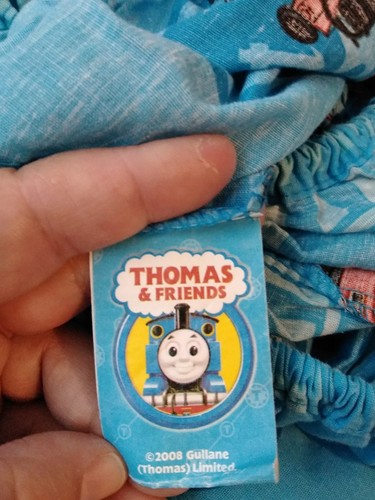 THOMAS
& FRIENDS
©2008 Gullane
(Thomas) Limited.